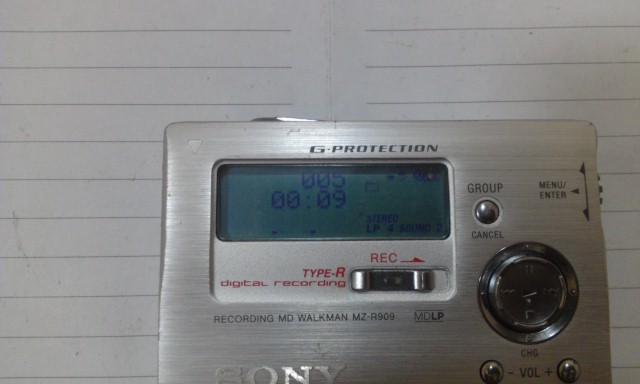 G-PROTECTION
005
00:09
STEREO
LP 4 SOUND 2
GROUP
MENU/
ENTER
CANCEL
REC
TYPE-R
digital recording
RECORDING MD WALKMAN MZ-R909
MDLP
CHG
- VOL +
SONY